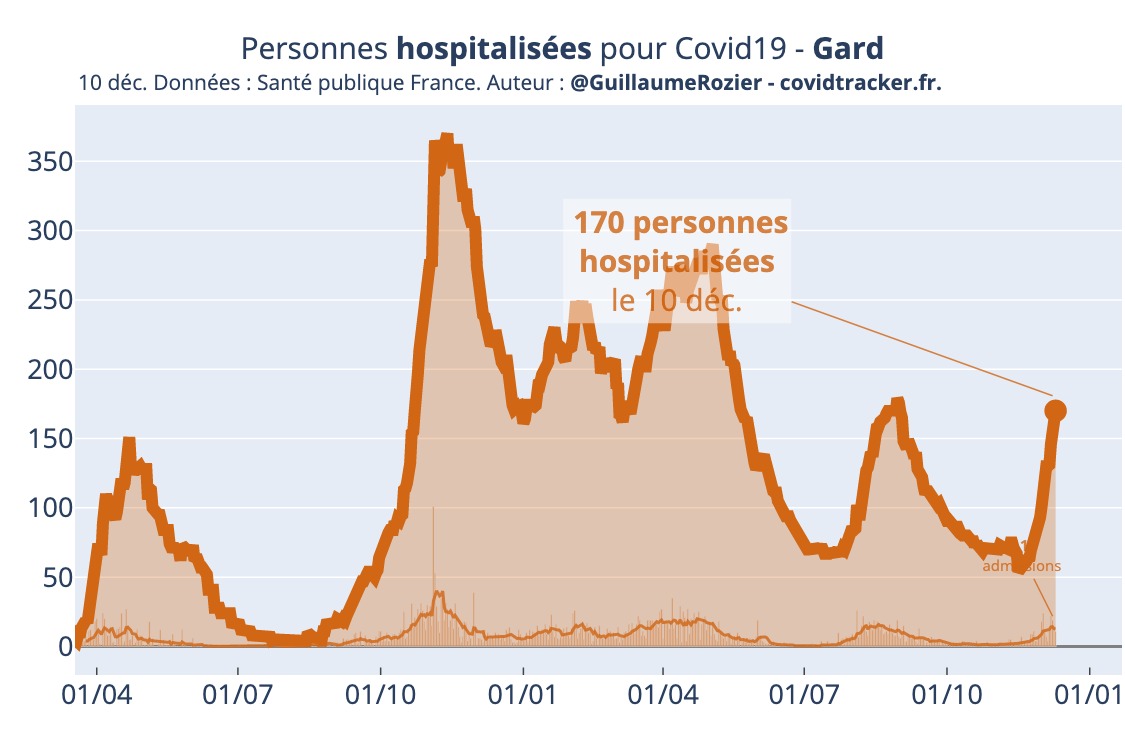 Personnes hospitalisées pour Covid19 - Gard
10 déc. Données : Santé publique France. Auteur : @GuillaumeRozier - covidtracker.fr.
350
300
250
200
150
100
50
0
170 personnes
hospitalisées
le 10 déc.
admissions
01/04 01/07 01/10 01/01 01/04 01/07 01/10 01/01